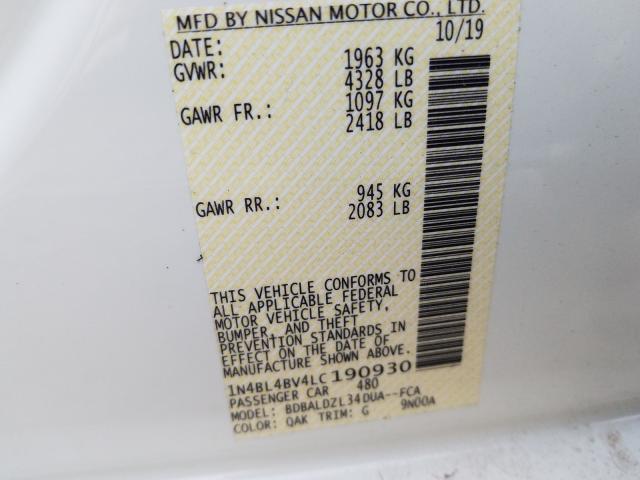 MFD BY NISSAN MOTOR CO., LTD.
DATE: 10/19
GVWR: 1963 KG
4328 LB
GAWR FR.: 1097 KG
2418 LB
GAWR RR.: 945 KG
2083 LB
THIS VEHICLE CONFORMS TO
ALL APPLICABLE FEDERAL
MOTOR VEHICLE SAFETY,
BUMPER, AND THEFT
PREVENTION STANDARDS IN
EFFECT ON THE DATE OF
MANUFACTURE SHOWN ABOVE.
1N4BL4BV4LC190930
PASSENGER CAR 480
MODEL: BDBALDZL34DUA--FCA
COLOR: QAK TRIM: G 9N00A